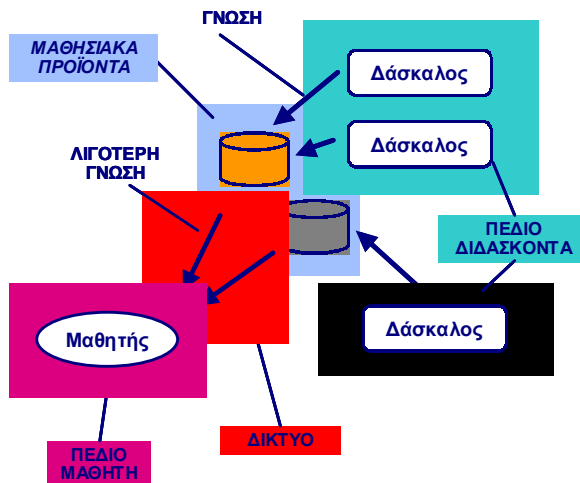 ΓΝΩΣΗ
ΜΑΘΗΣΙΑΚΑ
ΠΡΟΪΟΝΤΑ
Δάσκαλος
Δάσκαλος
ΛΙΓΟΤΕΡΗ
ΓΝΩΣΗ
ΠΕΔΙΟ
ΔΙΔΑΣΚΟΝΤΑ
Δάσκαλος
Μαθητής
ΔΙΚΤΥΟ
ΠΕΔΙΟ
ΜΑΘΗΤΗ